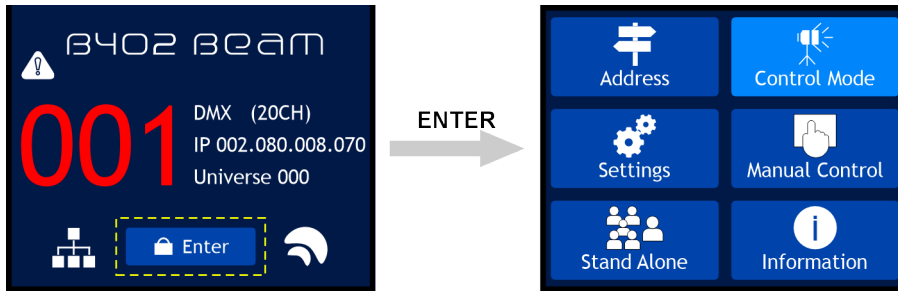 B402 Beam
001
DMX (20CH)
IP 002.080.008.070
Universe 000
Enter
ENTER
Address
Control Mode
Settings
Manual Control
Stand Alone
Information